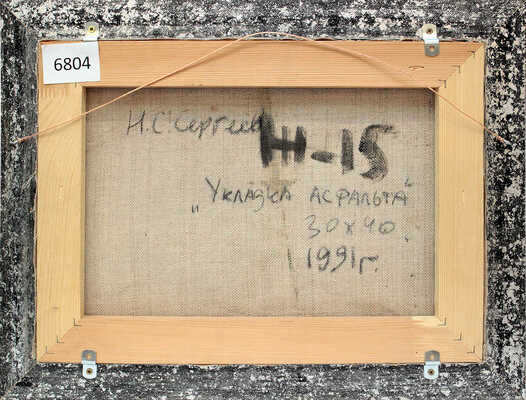 6804
Н.С.Сергеев
Ж-15
„Укладка асфальта"
30х40.
1991г.